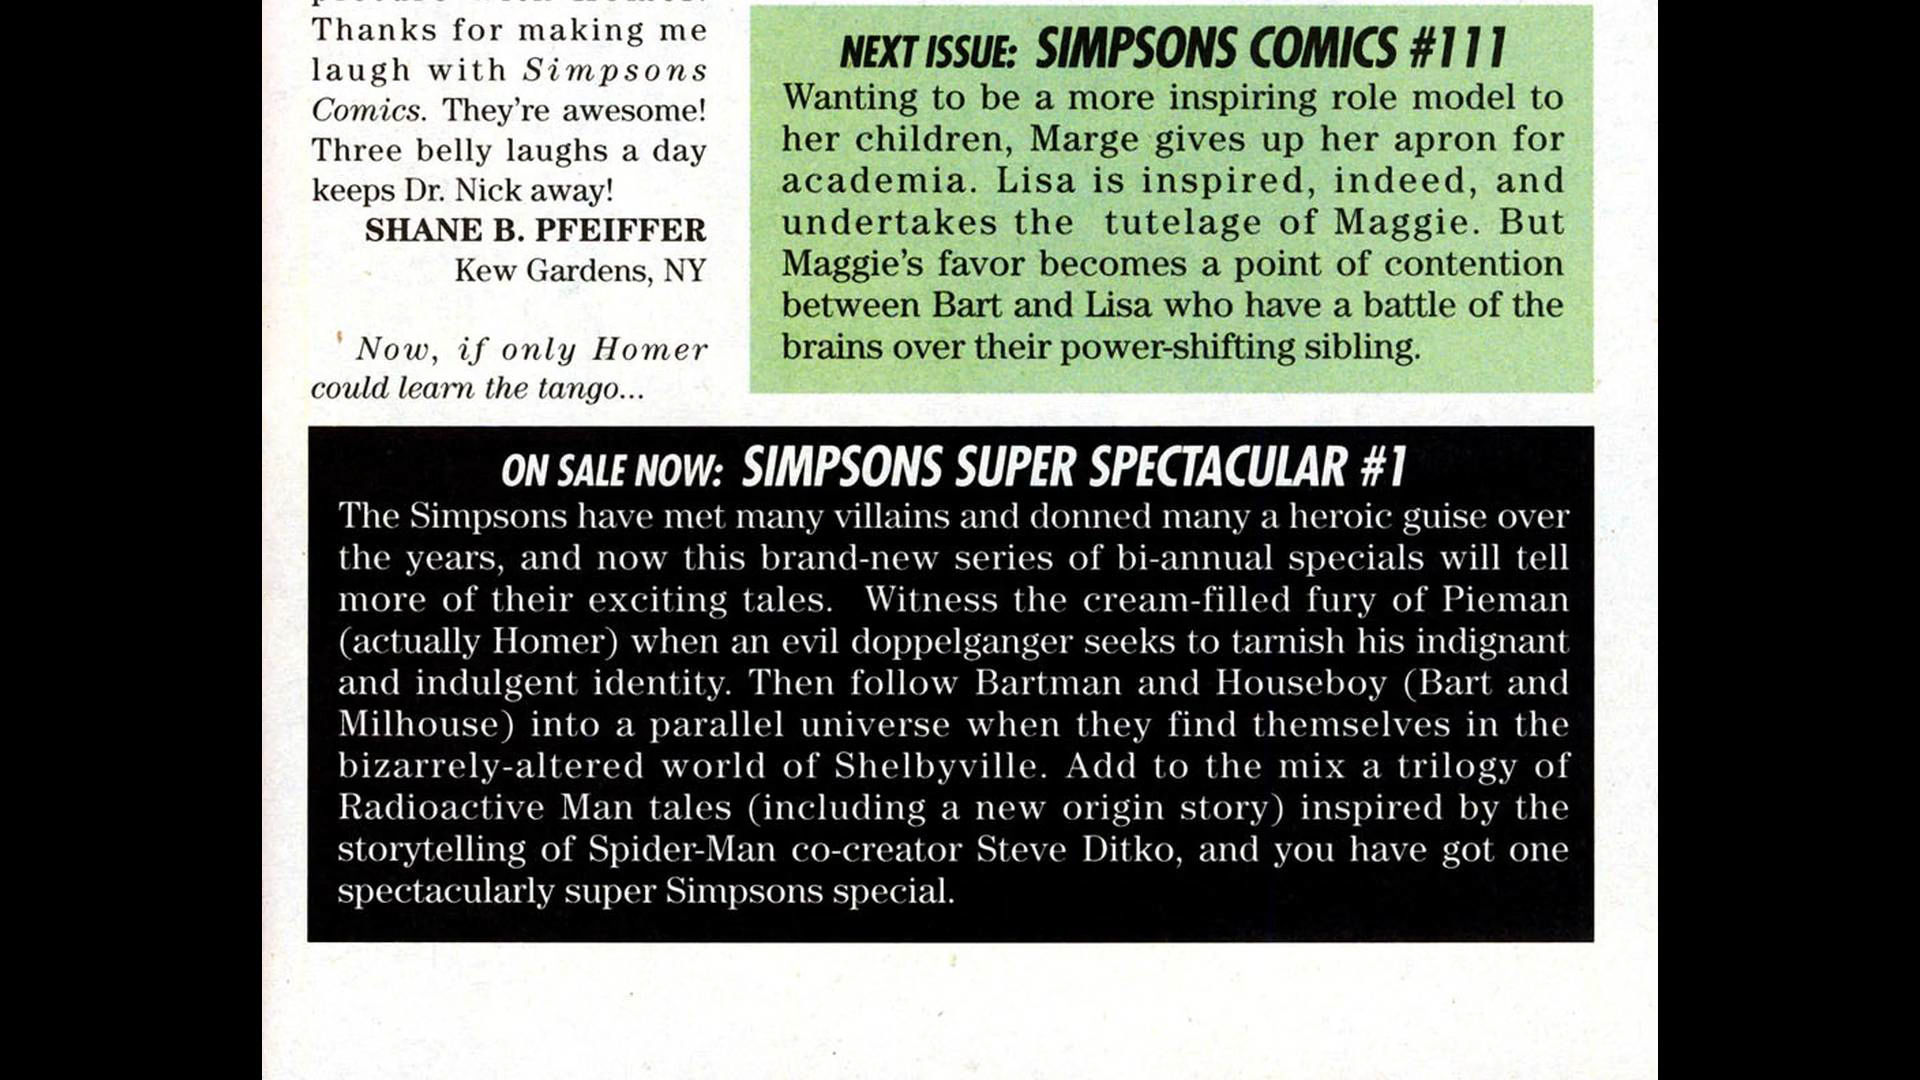 Thanks for making me
laugh with Simpsons
Comics. They're awesome!
Three belly laughs a day
keeps Dr. Nick away!
SHANE B. PFEIFFER
Kew Gardens, NY
Now, if only Homer
could learn the tango...
NEXT ISSUE: SIMPSONS COMICS #111
Wanting to be a more inspiring role model to
her children, Marge gives up her apron for
academia. Lisa is inspired, indeed, and
undertakes the tutelage of Maggie. But
Maggie's favor becomes a point of contention
between Bart and Lisa who have a battle of the
brains over their power-shifting sibling.
ON SALE NOW: SIMPSONS SUPER SPECTACULAR #1
The Simpsons have met many villains and donned many a heroic guise over
the years, and now this brand-new series of bi-annual specials will tell
more of their exciting tales. Witness the cream-filled fury of Pieman
(actually Homer) when an evil doppelganger seeks to tarnish his indignant
and indulgent identity. Then follow Bartman and Houseboy (Bart and
Milhouse) into a parallel universe when they find themselves in the
bizarrely-altered world of Shelbyville. Add to the mix a trilogy of
Radioactive Man tales (including a new origin story) inspired by the
storytelling of Spider-Man co-creator Steve Ditko, and you have got one
spectacularly super Simpsons special.